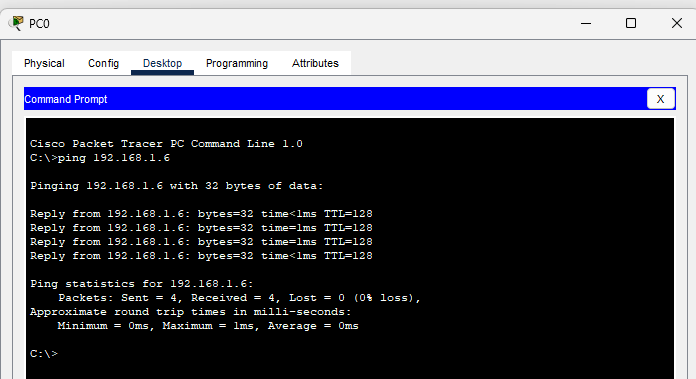 PC0
Physical Config Desktop Programming Attributes
Command Prompt X
Cisco Packet Tracer PC Command Line 1.0
C:\>ping 192.168.1.6
Pinging 192.168.1.6 with 32 bytes of data:
Reply from 192.168.1.6: bytes=32 time<1ms TTL=128
Reply from 192.168.1.6: bytes=32 time=1ms TTL=128
Reply from 192.168.1.6: bytes=32 time=1ms TTL=128
Reply from 192.168.1.6: bytes=32 time<1ms TTL=128
Ping statistics for 192.168.1.6:
Packets: Sent = 4, Received = 4, Lost = 0 (0% loss),
Approximate round trip times in milli-seconds:
Minimum = 0ms, Maximum = 1ms, Average = 0ms
C:\>